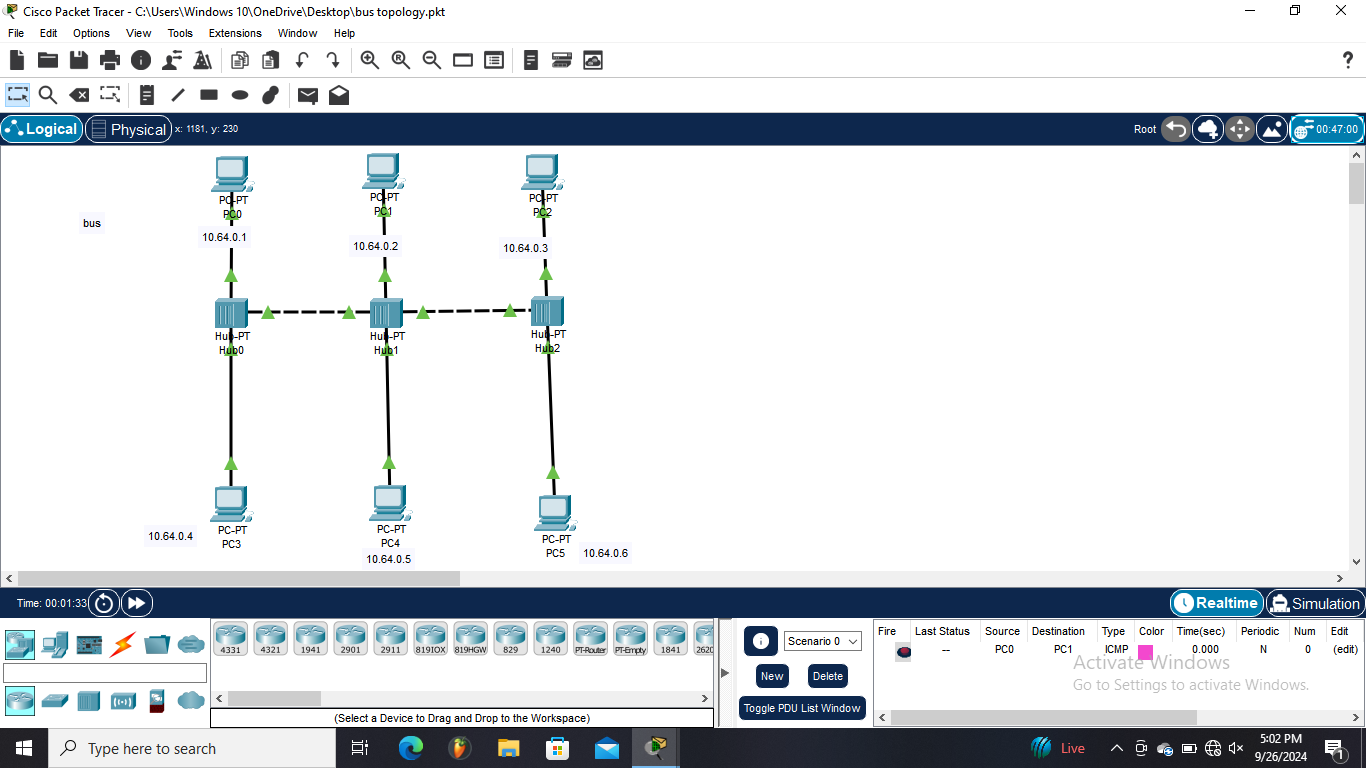 Cisco Packet Tracer - C:\Users\Windows 10\OneDrive\Desktop\bus topology.pkt
File Edit Options View Tools Extensions Window Help
Logical Physical x: 1181, y: 230 Root 00:47:00
PC-PT
PC0
PC-PT
PC1
PC-PT
PC2
bus
10.64.0.1
10.64.0.2
10.64.0.3
Hub-PT
Hub0
Hub-PT
Hub1
Hub-PT
Hub2
PC-PT
PC3
10.64.0.4
PC-PT
PC4
10.64.0.5
PC-PT
PC5
10.64.0.6
Time: 00:01:33 Realtime Simulation
4331 4321 1941 2901 2911 819IOX 819HGW 829 1240 PT-Router PT-Empty 1841 2620
(Select a Device to Drag and Drop to the Workspace)
Scenario 0
New Delete
Toggle PDU List Window
Fire Last Status Source Destination Type Color Time(sec) Periodic Num Edit
-- PC0 PC1 ICMP 0.000 N 0 (edit)
Activate Windows
Go to Settings to activate Windows.
Type here to search
Live
5:02 PM
9/26/2024
1